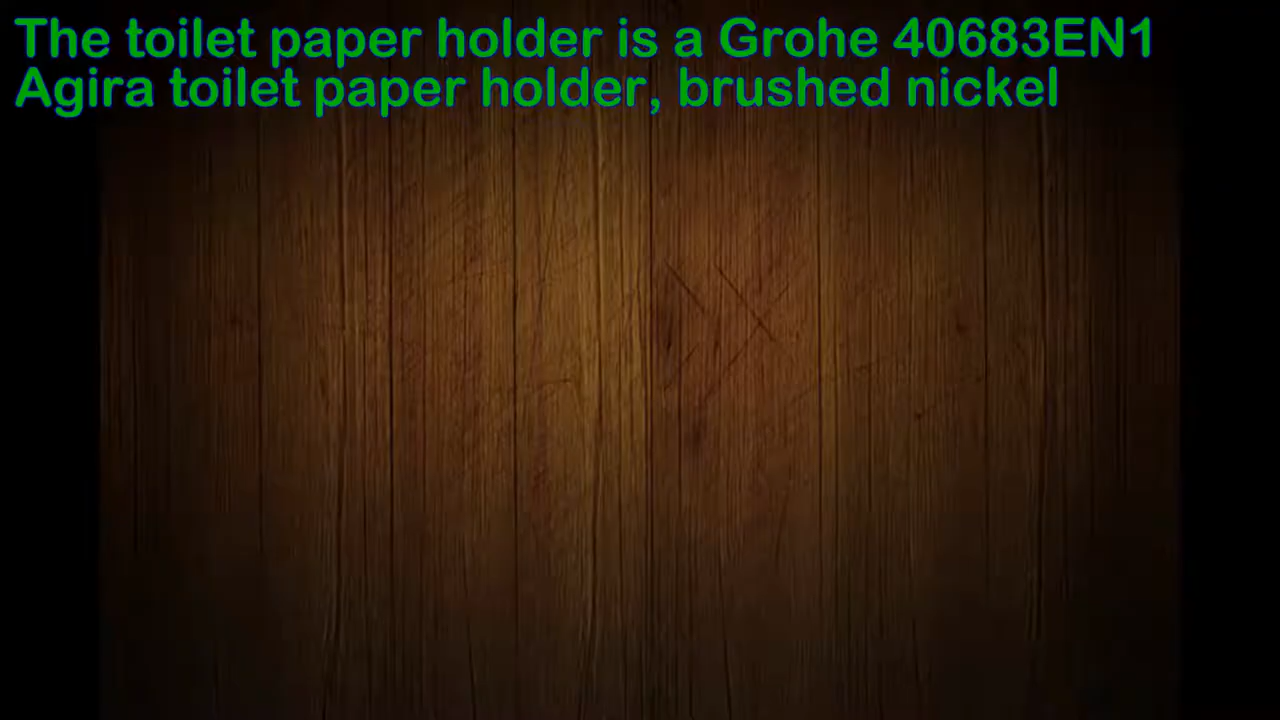 The toilet paper holder is a Grohe 40683EN1
Agira toilet paper holder, brushed nickel